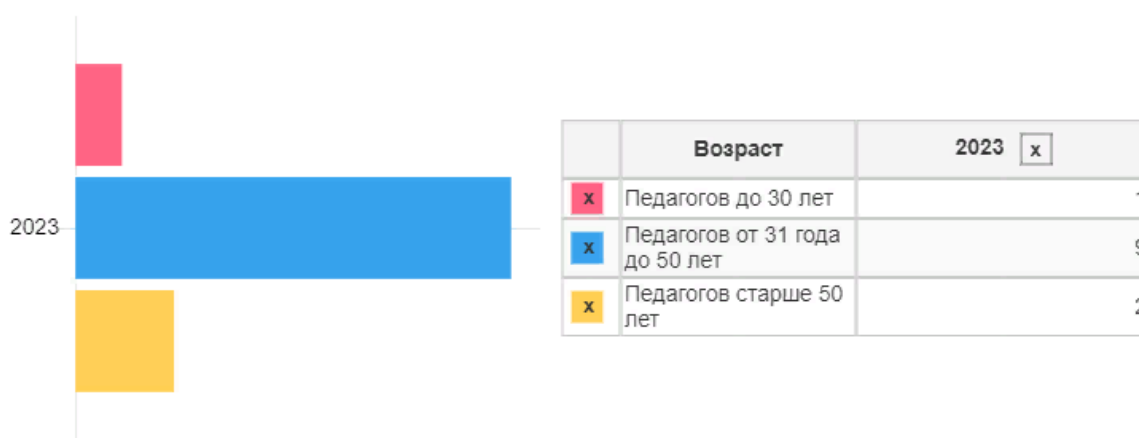 2023
Возраст
2023 x
x Педагогов до 30 лет
x Педагогов от 31 года
до 50 лет
x Педагогов старше 50
лет